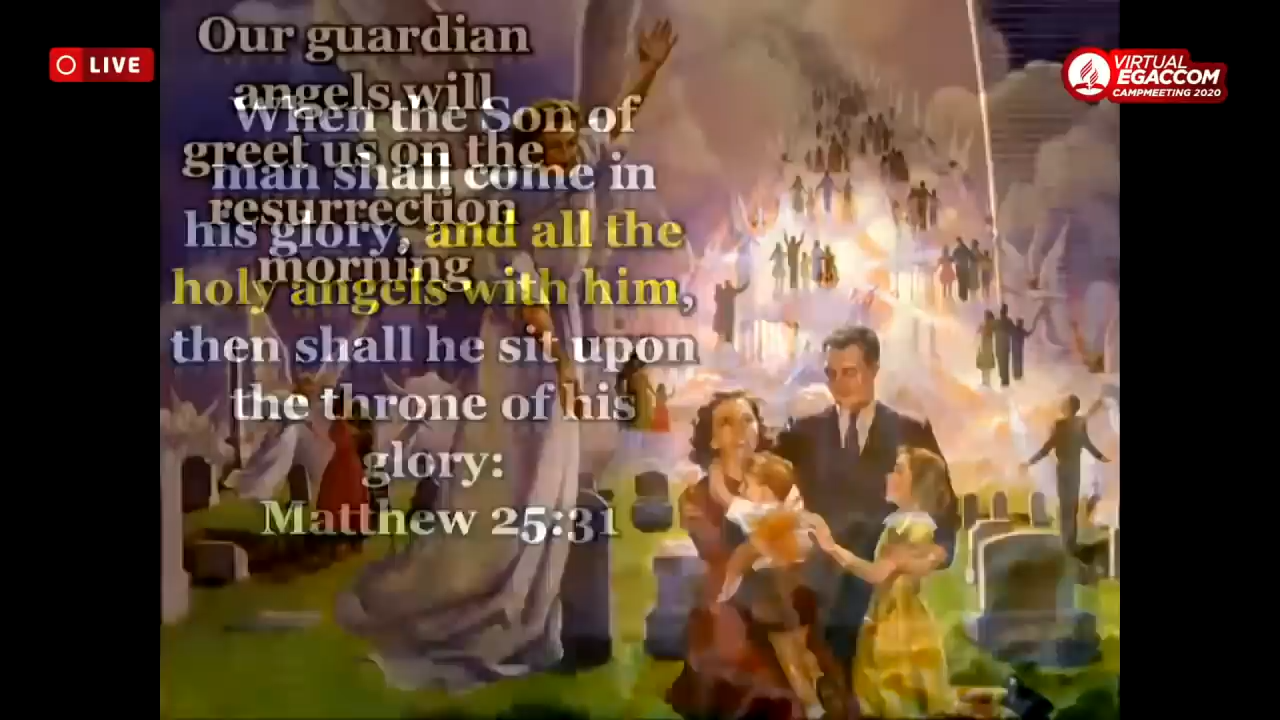 LIVE
VIRTUAL
EGACCOM
CAMPMEETING 2020
Our guardian
angels will
greet us on the
resurrection
morning
When the Son of
man shall come in
his glory, and all the
holy angels with him,
then shall he sit upon
the throne of his
glory:
Matthew 25:31